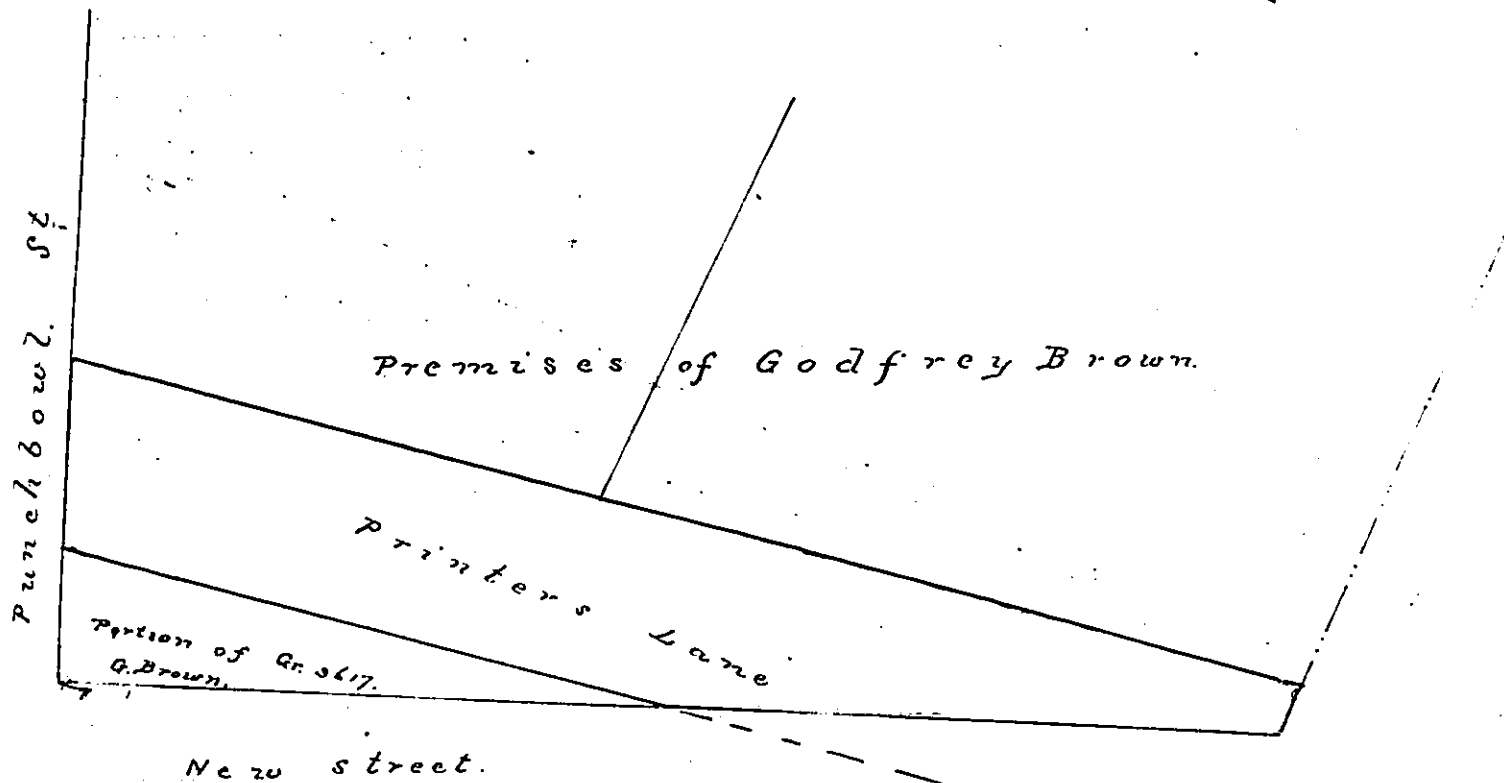 Punchbowl. St
Premises of Godfrey Brown.
Printers Lane
Portion of Gr. 3617.
G. Brown.
New street.